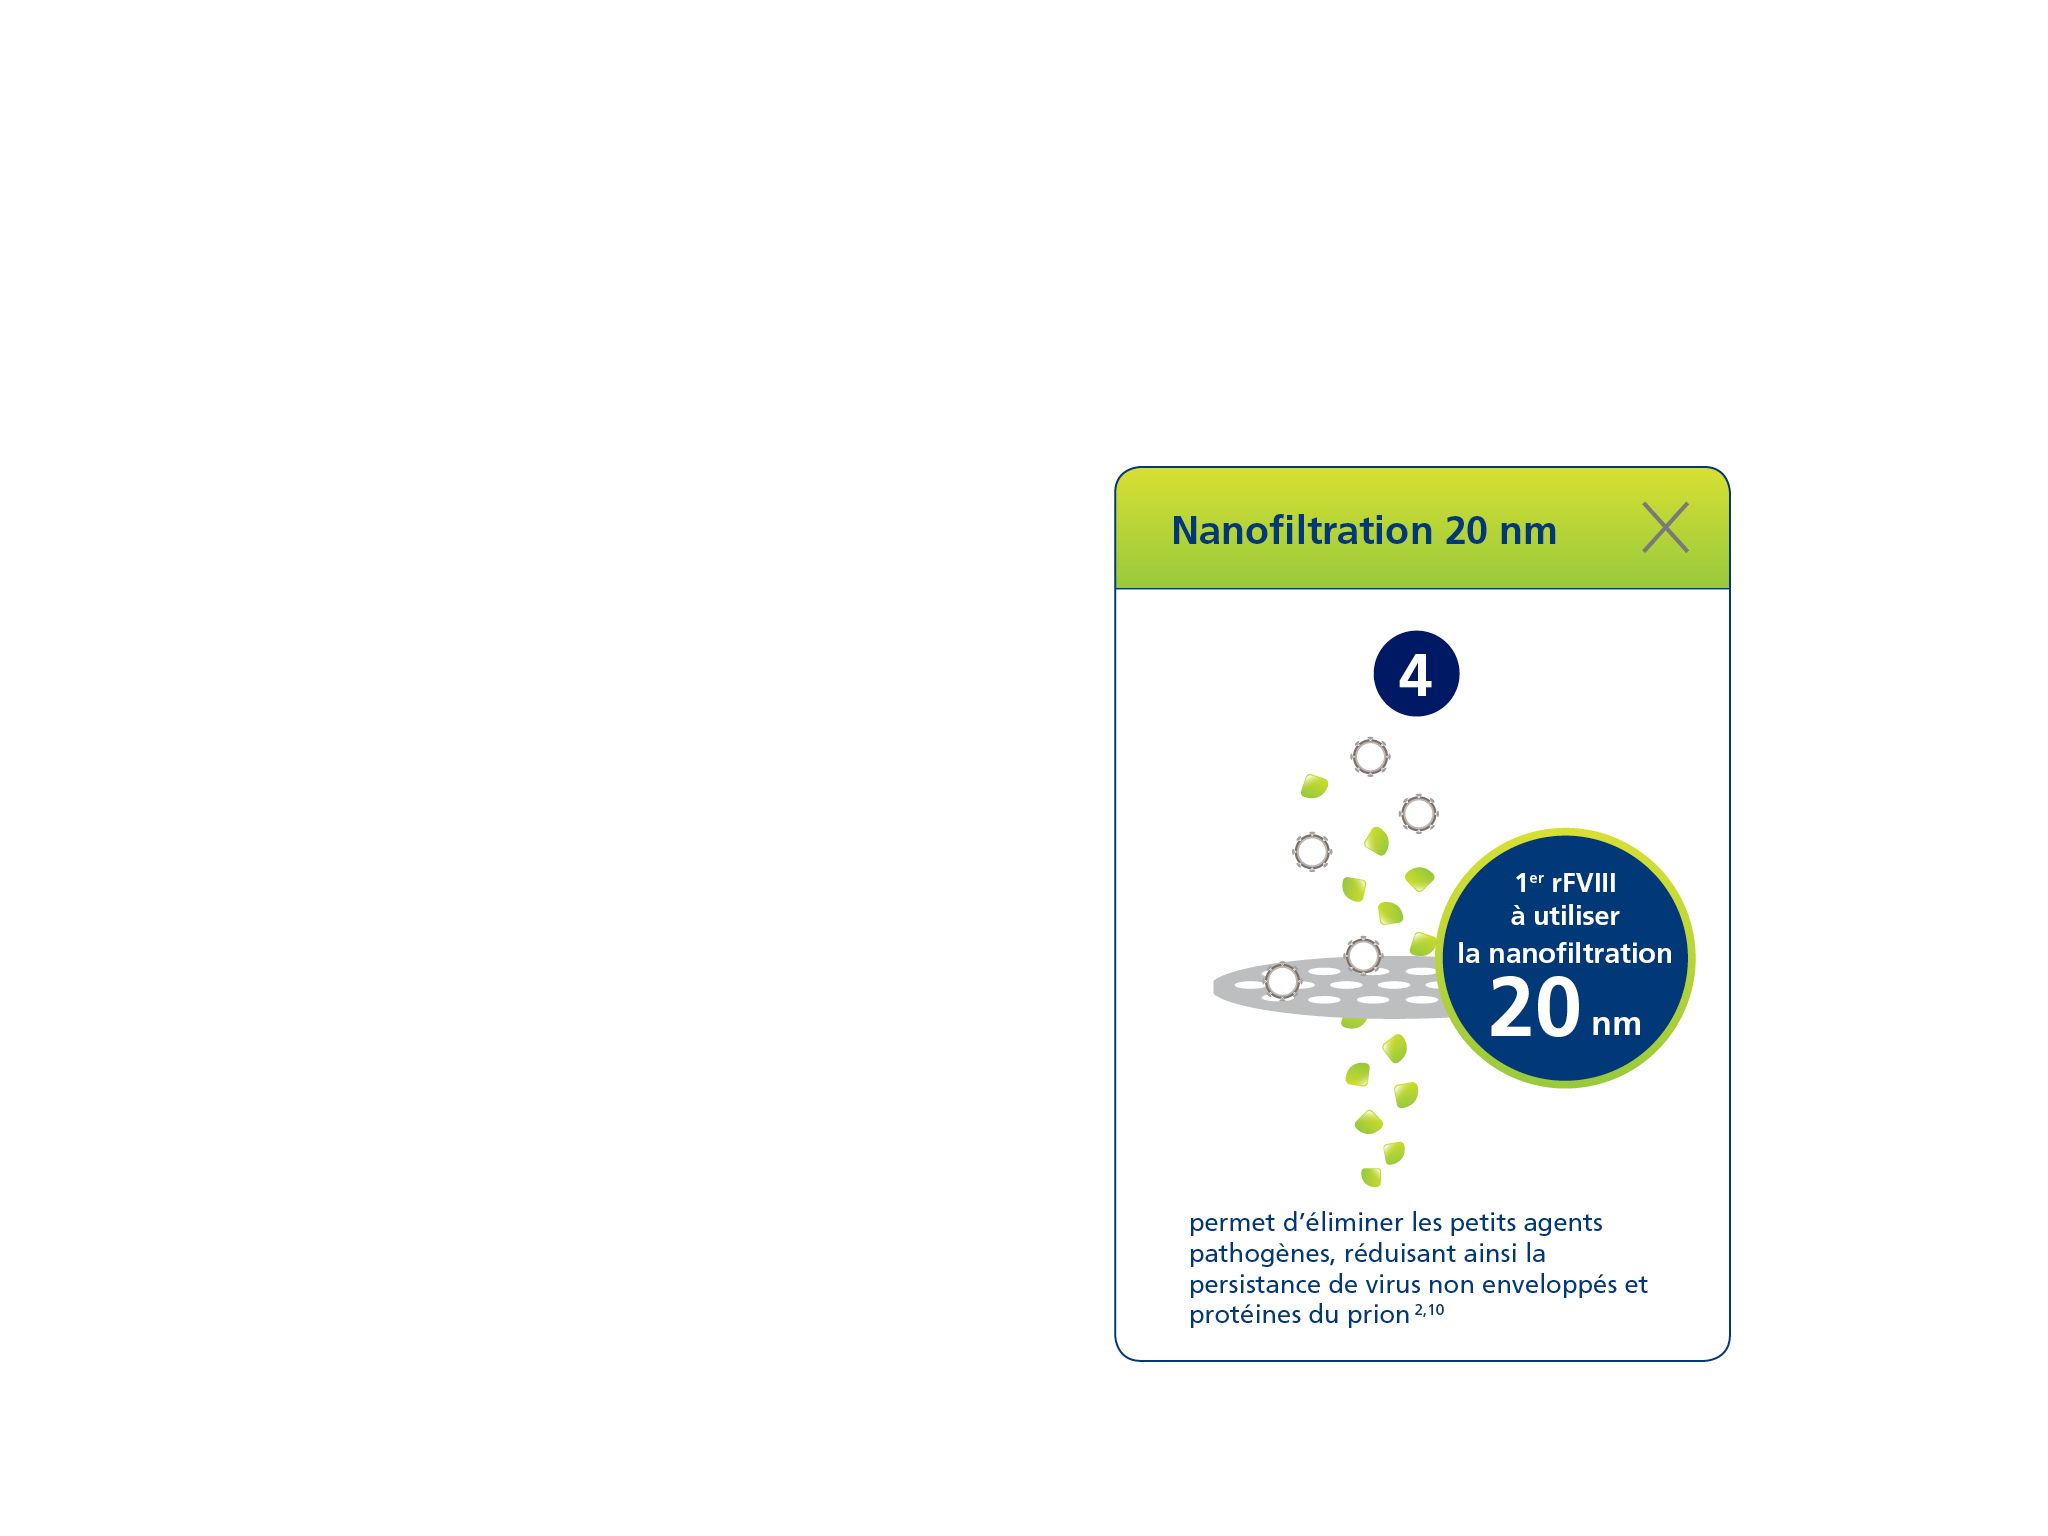 Nanofiltration 20 nm
4
1er rFVIII
à utiliser
la nanofiltration
20 nm
permet d’éliminer les petits agents
pathogènes, réduisant ainsi la
persistance de virus non enveloppés et
protéines du prion 2,10